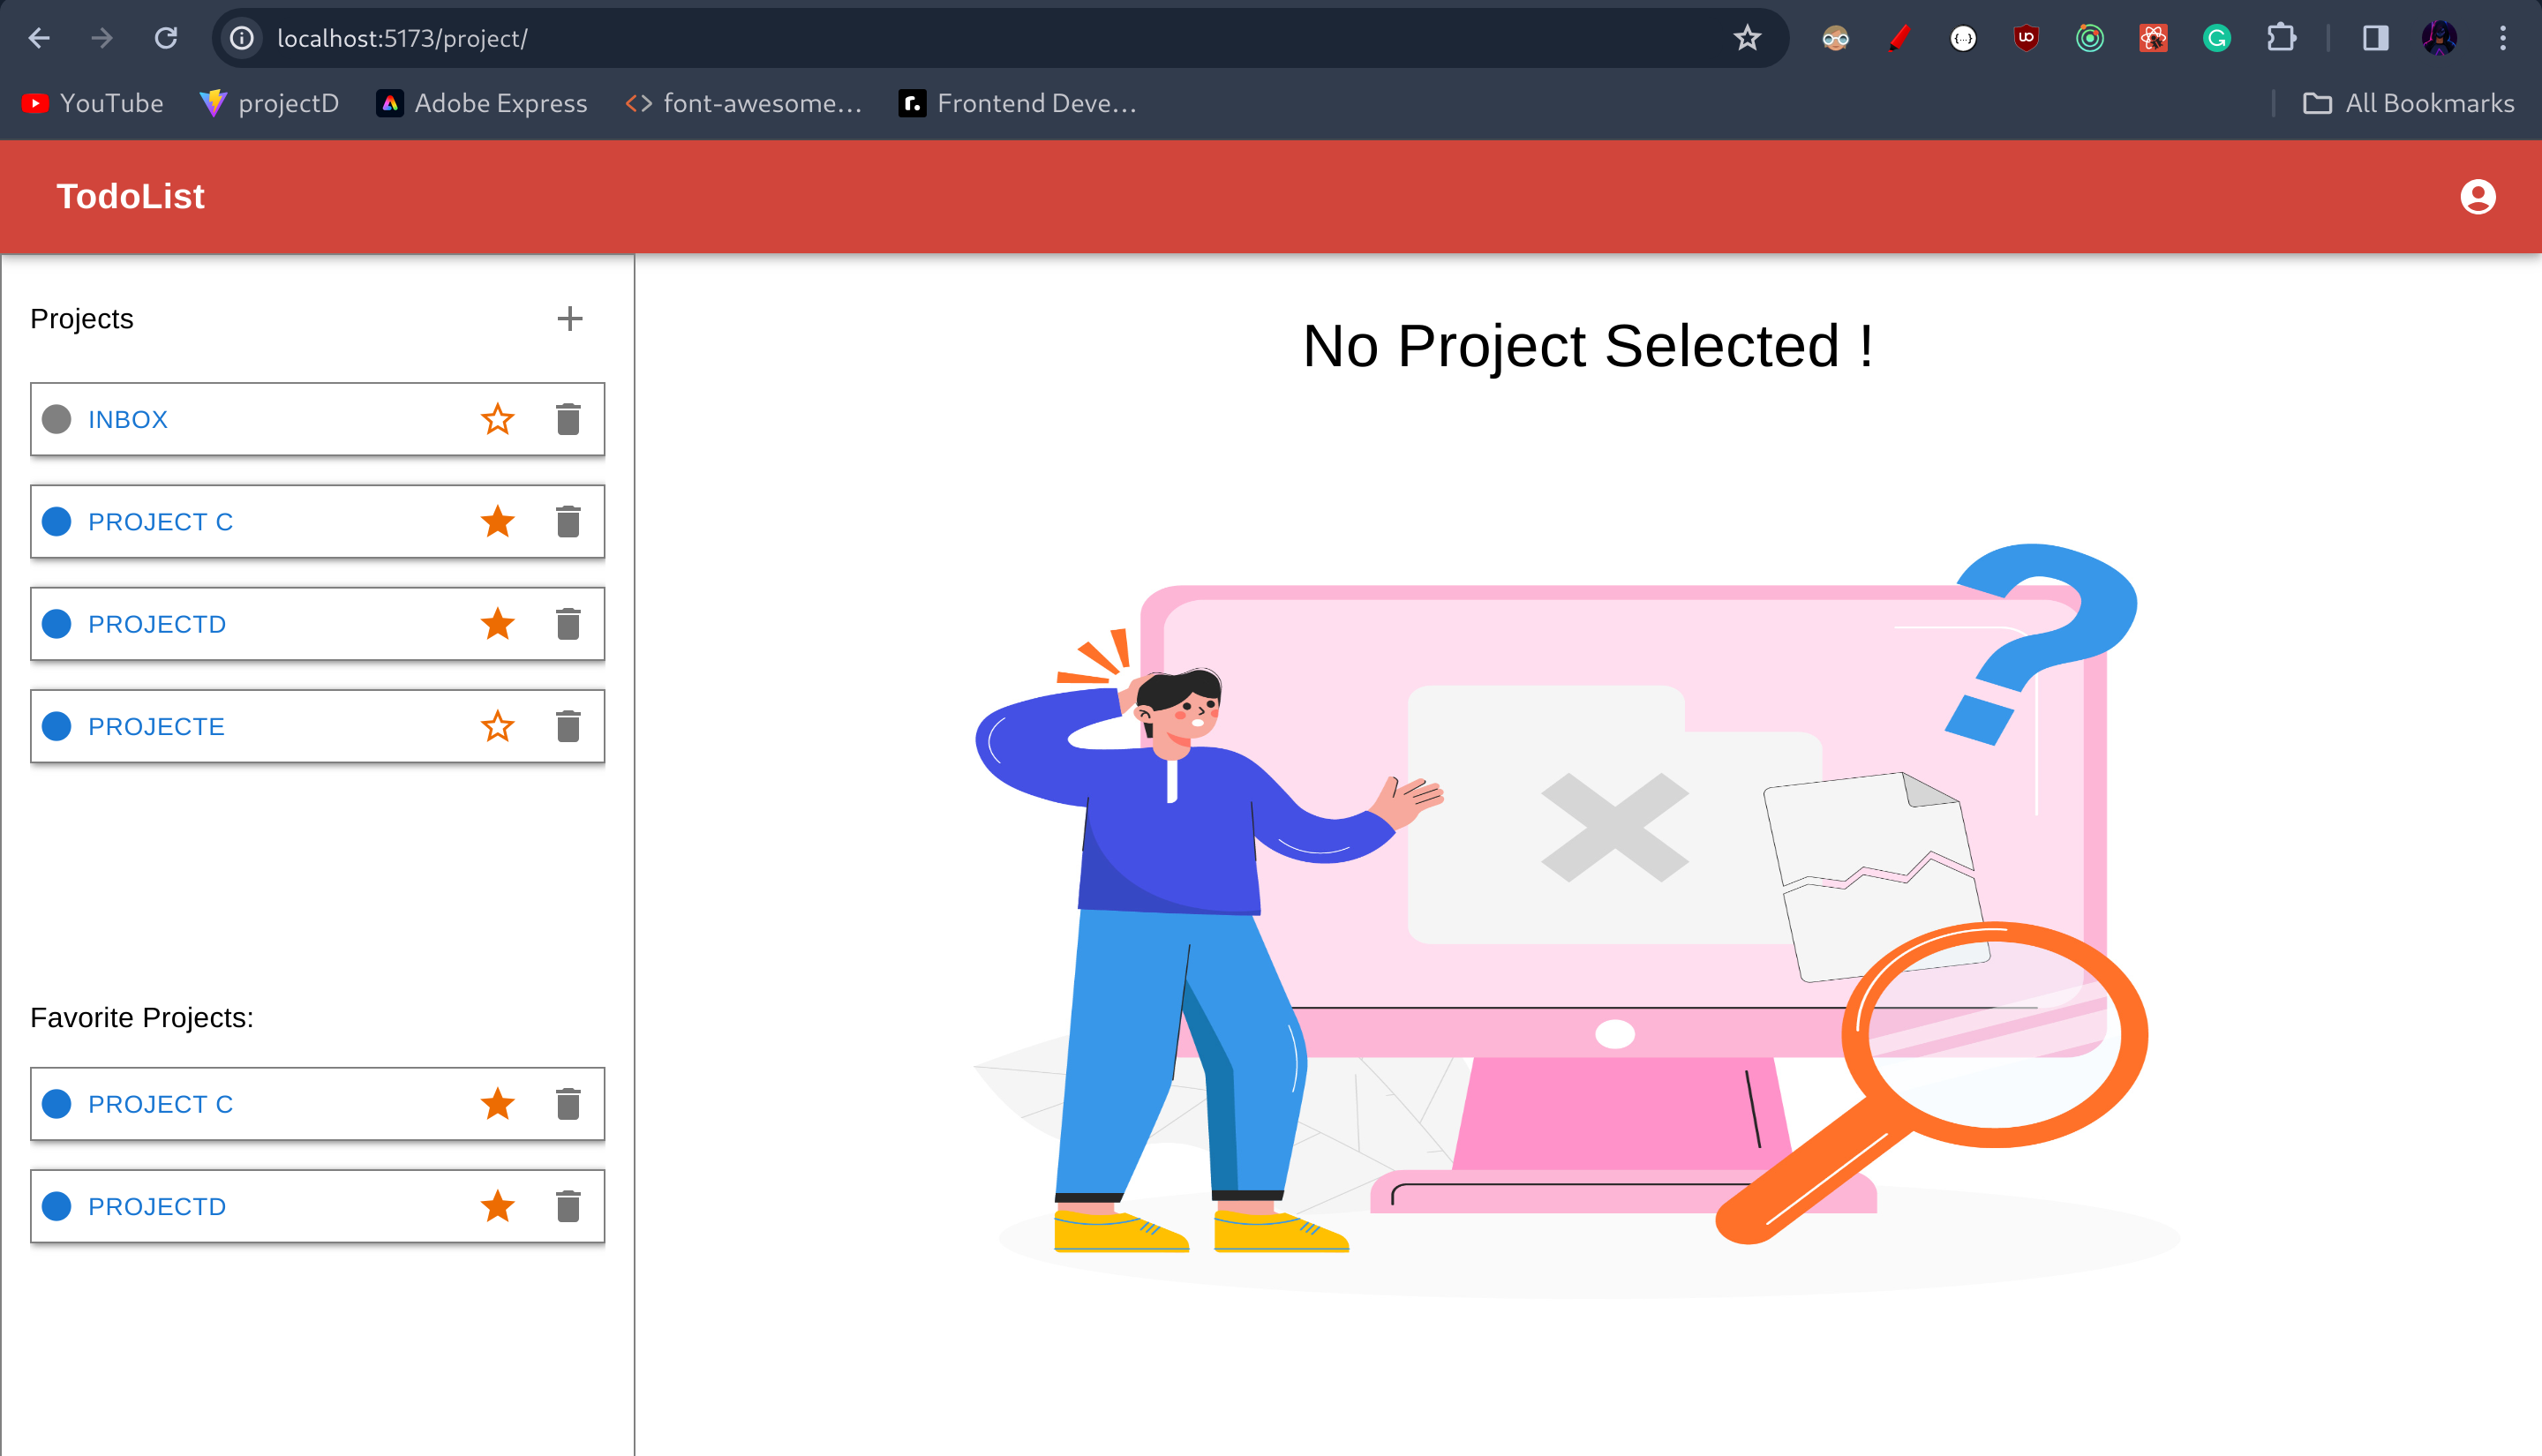 localhost:5173/project/
YouTube
projectD
Adobe Express
font-awesome...
Frontend Deve...
All Bookmarks
TodoList
Projects
No Project Selected !
INBOX
PROJECT C
PROJECTD
PROJECTE
Favorite Projects:
PROJECT C
PROJECTD